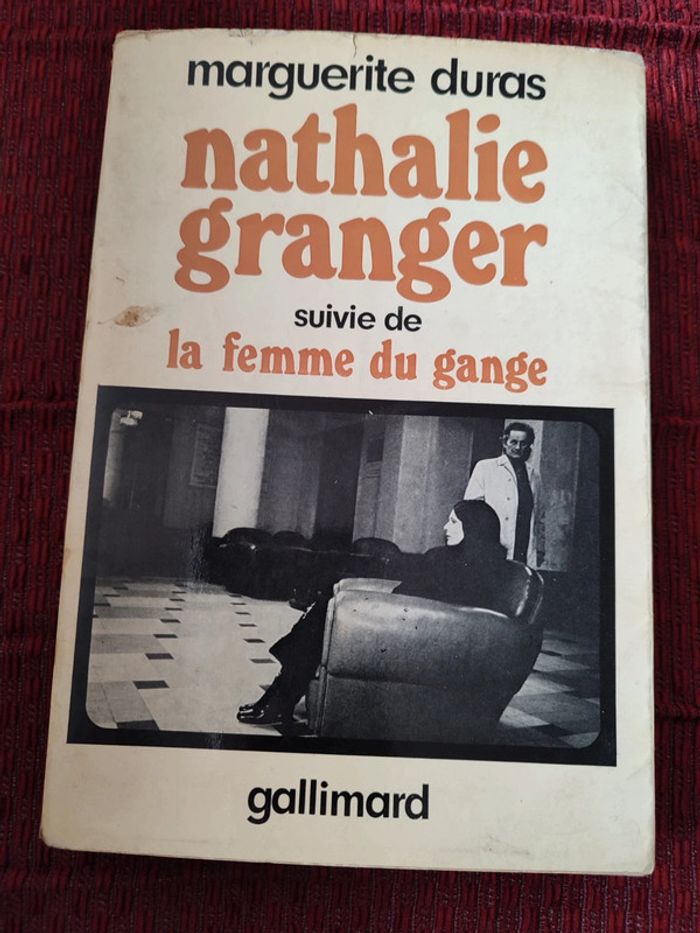 marguerite duras
nathalie
granger
suivie de
la femme du gange
gallimard